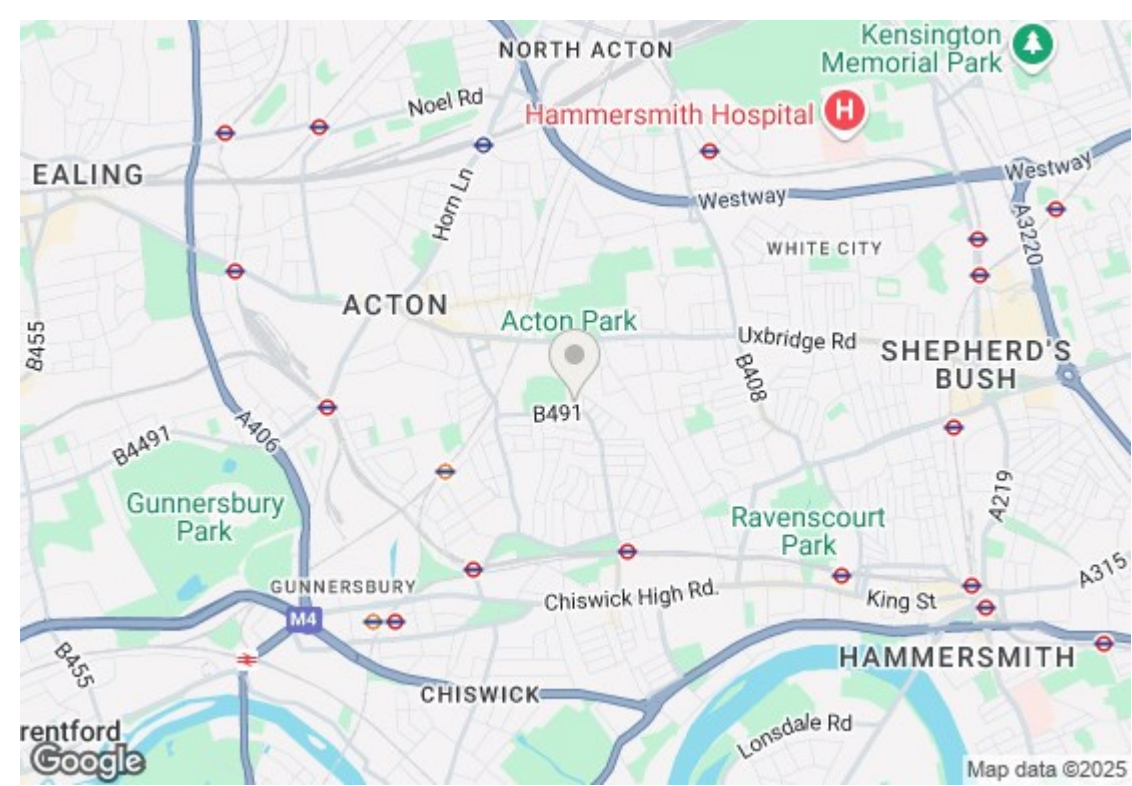 Kensington
Memorial Park
NORTH ACTON
Noel Rd
Hammersmith Hospital
H
EALING
Westway
Westway
Horn Ln
A3220
WHITE CITY
ACTON
Acton Park
Uxbridge Rd
B455
SHEPHERD'S
BUSH
B408
B491
A406
B4491
Gunnersbury
Park
A219
Ravenscourt
Park
A315
GUNNERSBURY
Chiswick High Rd.
King St
M4
B455
HAMMERSMITH
CHISWICK
Lonsdale Rd
rentford
Google
Map data ©2025